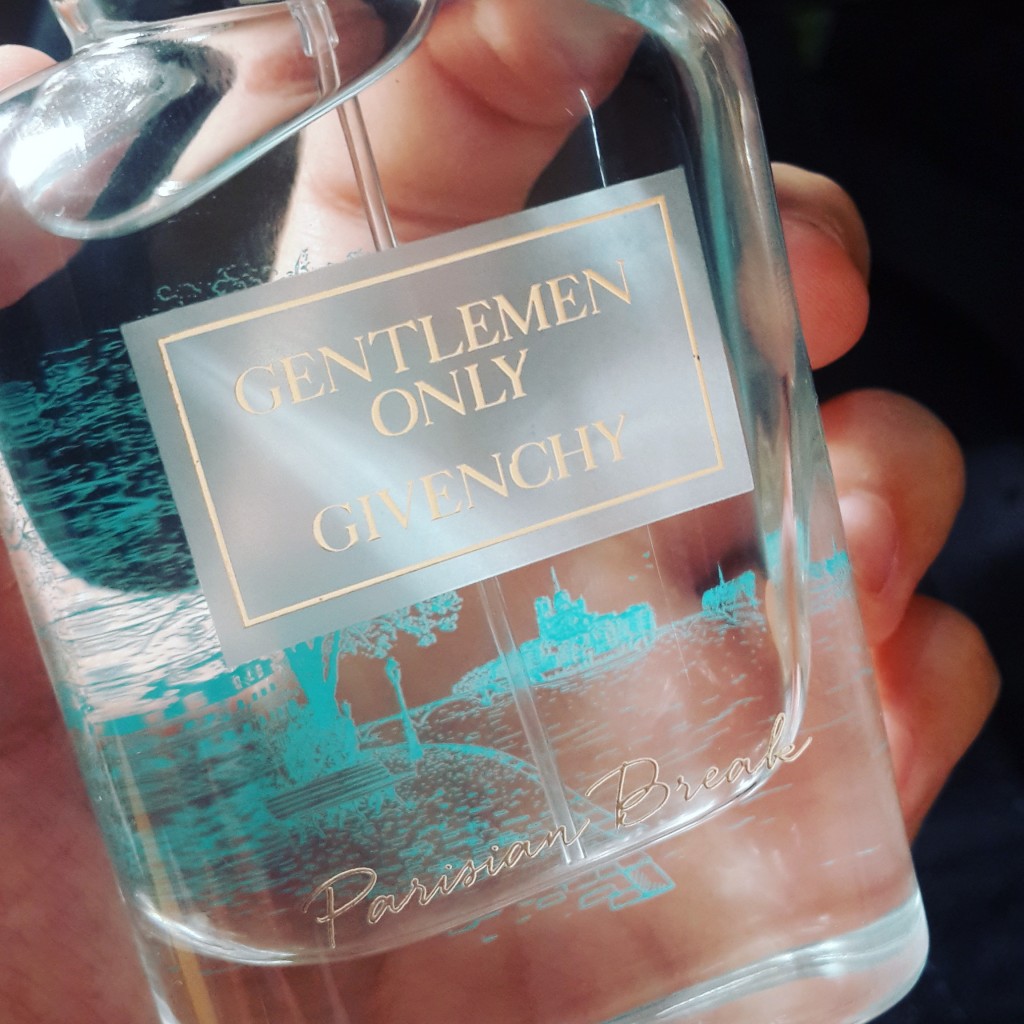 GENTLEMEN
ONLY
GIVENCHY
Parisian Break